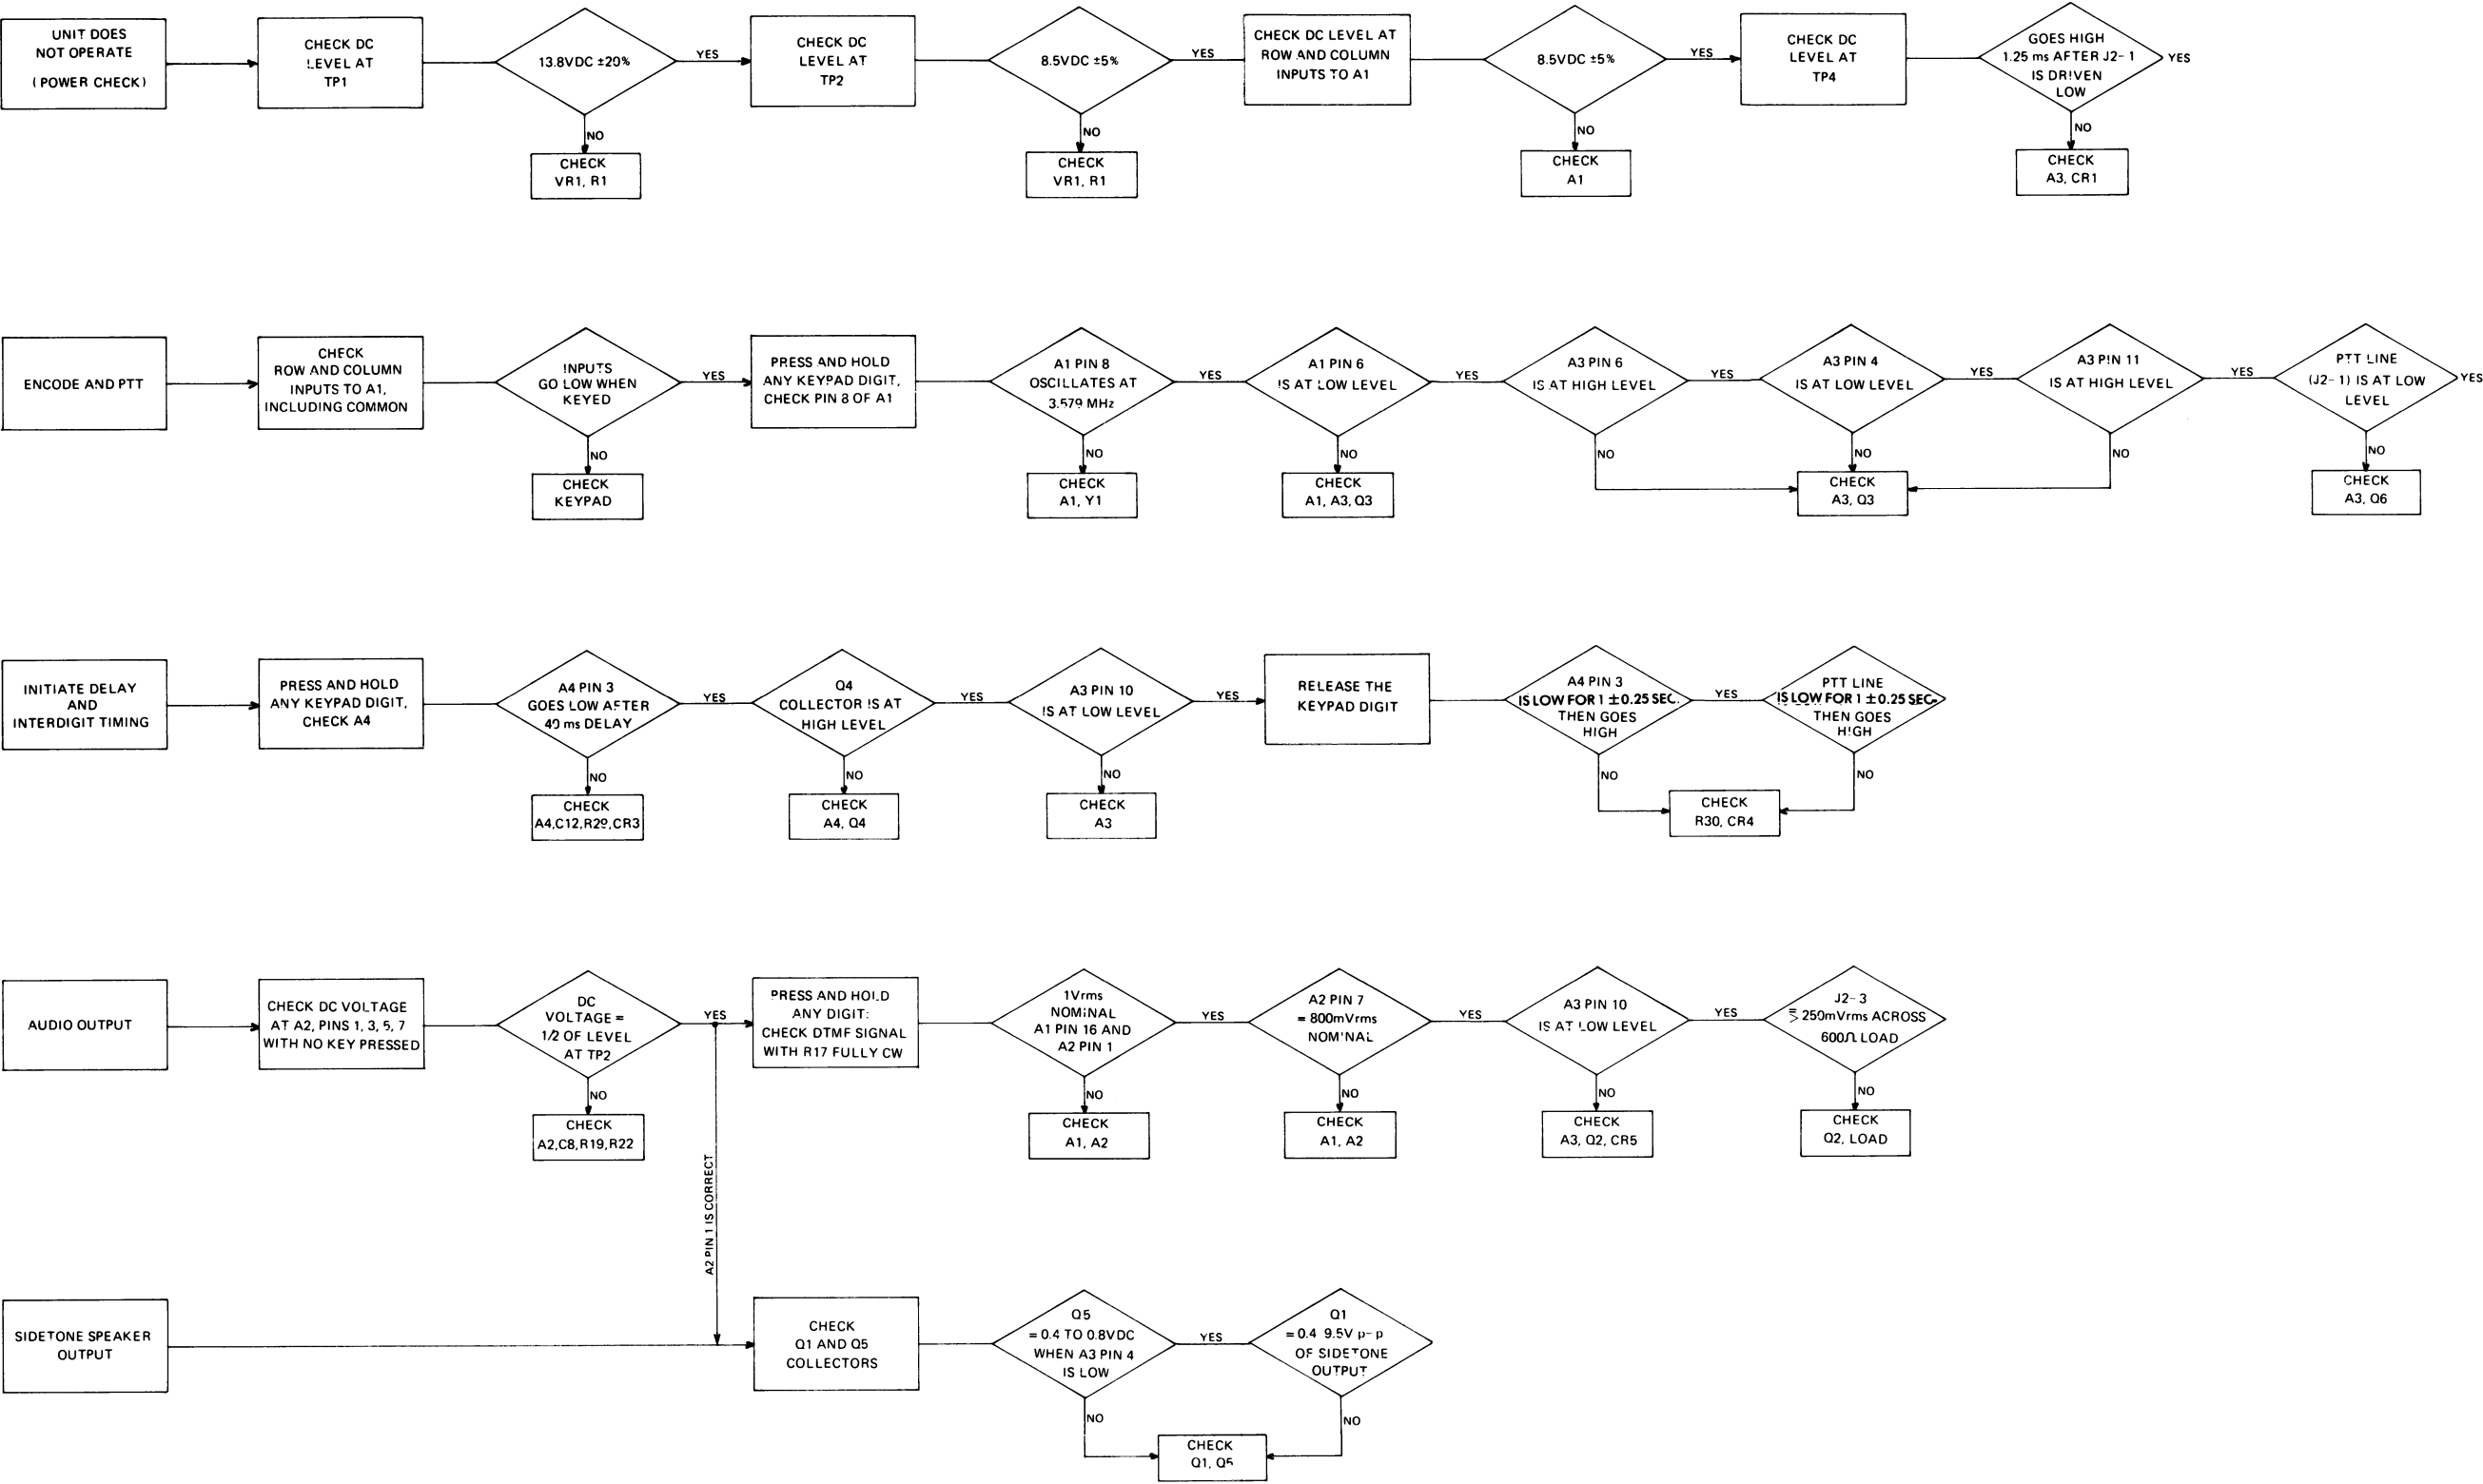 UNIT DOES
NOT OPERATE
(POWER CHECK)
CHECK DC
LEVEL AT
TP1
13.8VDC ±20%
YES
NO
CHECK
VR1, R1
CHECK DC
LEVEL AT
TP2
8.5VDC ±5%
YES
NO
CHECK
VR1, R1
CHECK DC LEVEL AT
ROW AND COLUMN
INPUTS TO A1
8.5VDC ±5%
YES
NO
CHECK
A1
CHECK DC
LEVEL AT
TP4
GOES HIGH
1.25 ms AFTER J2-1
IS DRIVEN
LOW
YES
NO
CHECK
A3, CR1
ENCODE AND PTT
CHECK
ROW AND COLUMN
INPUTS TO A1,
INCLUDING COMMON
INPUTS
GO LOW WHEN
KEYED
YES
NO
CHECK
KEYPAD
PRESS AND HOLD
ANY KEYPAD DIGIT,
CHECK PIN 8 OF A1
A1 PIN 8
OSCILLATES AT
3.579 MHz
YES
NO
CHECK
A1, Y1
A1 PIN 6
IS AT LOW LEVEL
YES
NO
CHECK
A1, A3, Q3
A3 PIN 6
IS AT HIGH LEVEL
YES
NO
A3 PIN 4
IS AT LOW LEVEL
YES
NO
CHECK
A3, Q3
A3 PIN 11
IS AT HIGH LEVEL
YES
NO
PTT LINE
(J2-1) IS AT LOW
LEVEL
YES
NO
CHECK
A3, Q6
INITIATE DELAY
AND
INTERDIGIT TIMING
PRESS AND HOLD
ANY KEYPAD DIGIT,
CHECK A4
A4 PIN 3
GOES LOW AFTER
40 ms DELAY
YES
NO
CHECK
A4,C12,R29,CR3
Q4
COLLECTOR IS AT
HIGH LEVEL
YES
NO
CHECK
A4, Q4
A3 PIN 10
IS AT LOW LEVEL
YES
NO
CHECK
A3
RELEASE THE
KEYPAD DIGIT
A4 PIN 3
IS LOW FOR 1 ±0.25 SEC.
THEN GOES
HIGH
YES
NO
PTT LINE
IS LOW FOR 1 ±0.25 SEC.
THEN GOES
HIGH
NO
CHECK
R30, CR4
AUDIO OUTPUT
CHECK DC VOLTAGE
AT A2, PINS 1, 3, 5, 7
WITH NO KEY PRESSED
DC
VOLTAGE =
1/2 OF LEVEL
AT TP2
YES
NO
CHECK
A2,C8,R19,R22
A2 PIN 1 IS CORRECT
PRESS AND HOLD
ANY DIGIT:
CHECK DTMF SIGNAL
WITH R17 FULLY CW
1Vrms
NOMINAL
A1 PIN 16 AND
A2 PIN 1
YES
NO
CHECK
A1, A2
A2 PIN 7
= 800mVrms
NOMINAL
YES
NO
CHECK
A1, A2
A3 PIN 10
IS AT LOW LEVEL
YES
NO
CHECK
A3, Q2, CR5
J2-3
250mVrms ACROSS
600Ω LOAD
NO
CHECK
Q2, LOAD
SIDETONE SPEAKER
OUTPUT
CHECK
Q1 AND Q5
COLLECTORS
Q5
= 0.4 TO 0.8VDC
WHEN A3 PIN 4
IS LOW
YES
NO
Q1
= 0.4 9.5V p-p
OF SIDETONE
OUTPUT
NO
CHECK
Q1, Q5